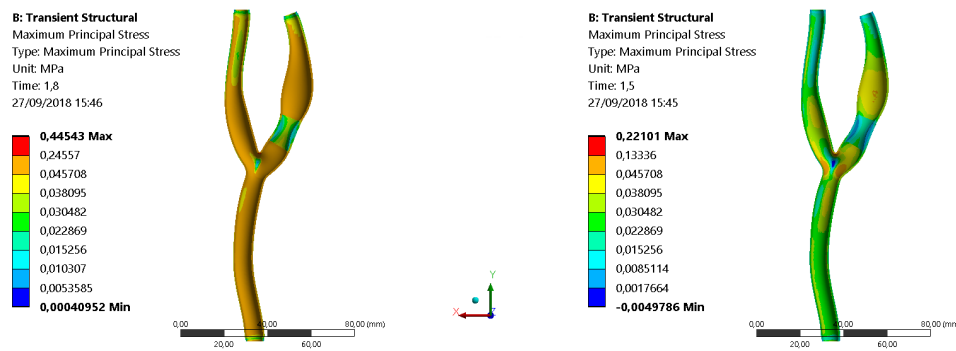 B: Transient Structural
Maximum Principal Stress
Type: Maximum Principal Stress
Unit: MPa
Time: 1,8
27/09/2018 15:46
0,44543 Max
0,24557
0,045708
0,038095
0,030482
0,022869
0,015256
0,010307
0,0053585
0,00040952 Min
0,00 40,00 80,00 (mm)
20,00 60,00
Y
X
Z
B: Transient Structural
Maximum Principal Stress
Type: Maximum Principal Stress
Unit: MPa
Time: 1,5
27/09/2018 15:45
0,22101 Max
0,13336
0,045708
0,038095
0,030482
0,022869
0,015256
0,0085114
0,0017664
-0,0049786 Min
0,00 40,00 80,00 (mm
20,00 60,00